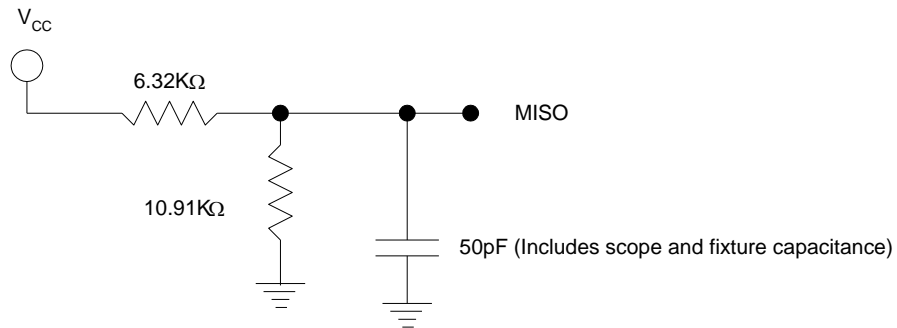 V_CC
6.32KΩ
MISO
10.91KΩ
50pF (Includes scope and fixture capacitance)